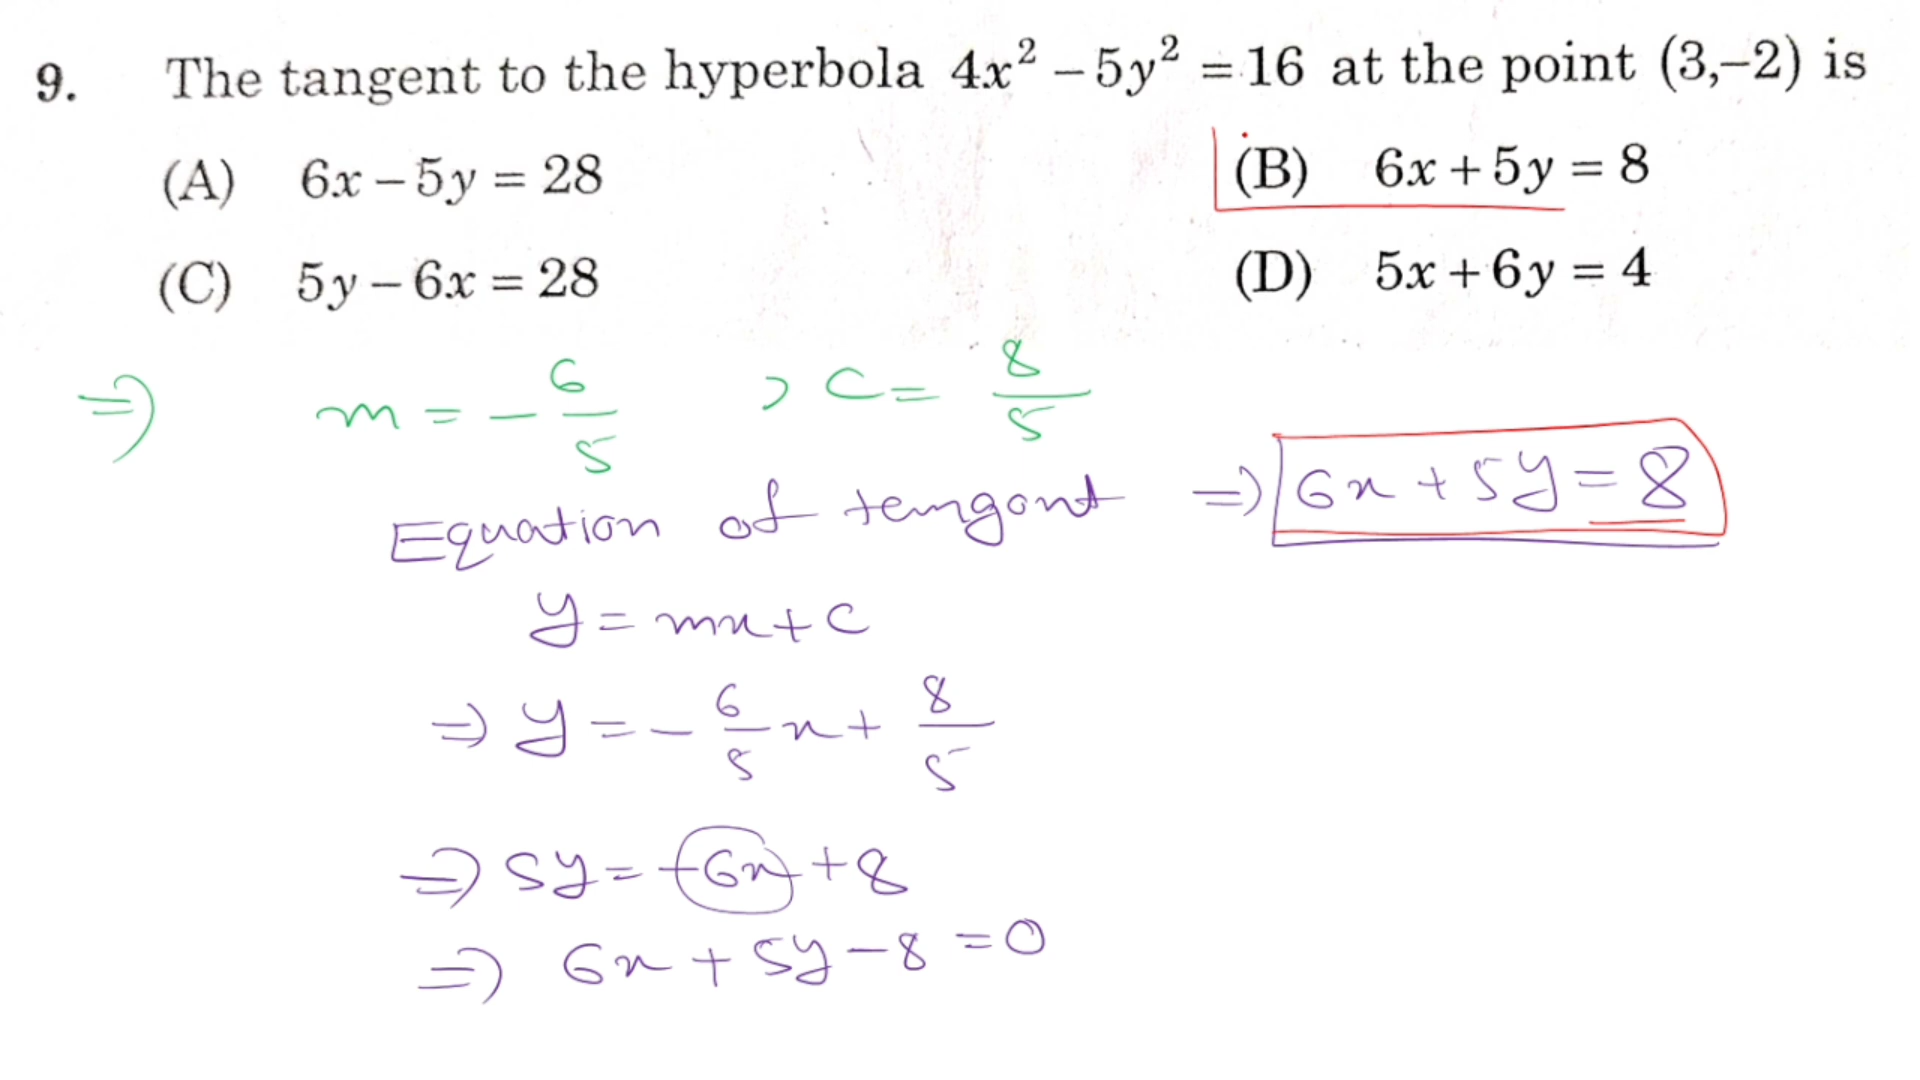 9. The tangent to the hyperbola 4x² – 5y² = 16 at the point (3,–2) is
(A) 6x – 5y = 28 (B) 6x + 5y = 8
(C) 5y – 6x = 28 (D) 5x + 6y = 4
⇒ m = - 6/5 , c = 8/5
Equation of tangent ⇒ 6x + 5y = 8
y = mx + c
⇒ y = - 6/5 x + 8/5
⇒ 5y = -6x + 8
⇒ 6x + 5y - 8 = 0